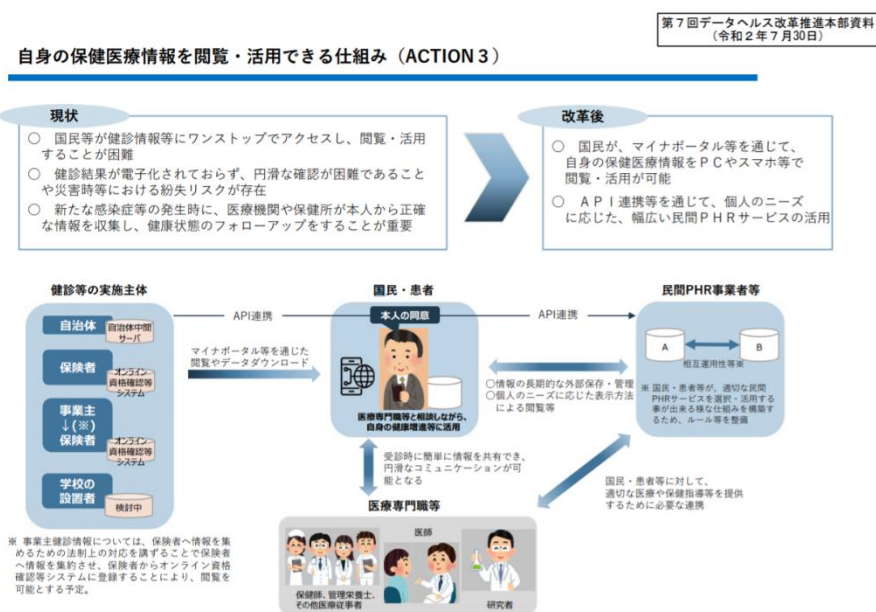 第７回データヘルス改革推進本部資料
（令和２年７月30日）
自身の保健医療情報を閲覧・活用できる仕組み（ACTION３）
現状
○　国民等が健診情報等にワンストップでアクセスし、閲覧・活用
することが困難
○　健診結果が電子化されておらず、円滑な確認が困難であること
や災害時等における紛失リスクが存在
○　新たな感染症等の発生時に、医療機関や保健所が本人から正確
な情報を収集し、健康状態のフォローアップをすることが重要
改革後
○　国民が、マイナポータル等を通じて、
自身の保健医療情報をＰＣやスマホ等で
閲覧・活用が可能
○　ＡＰＩ連携等を通じて、個人のニーズ
に応じた、幅広い民間ＰＨＲサービスの活用
健診等の実施主体
自治体
自治体中間
サーバ
保険者
オンライン
資格確認等
システム
事業主
↓(※)
保険者
オンライン
資格確認等
システム
学校の
設置者
検討中
※ 事業主健診情報については、保険者へ情報を集
めるための法制上の対応を講ずることで保険者
へ情報を集約させ、保険者からオンライン資格
確認等システムに登録することにより、閲覧を
可能とする予定。
API連携
マイナポータル等を通じた
閲覧やデータダウンロード
国民・患者
本人の同意
医療専門職等と相談しながら、
自身の健康増進等に活用
API連携
○情報の長期的な外部保存・管理
○個人のニーズに応じた表示方法
による閲覧等
民間PHR事業者等
A
B
相互運用性等※
※ 国民・患者等が、適切な民間
PHRサービスを選択・活用する
事が出来る様な仕組みを構築す
るため、ルール等を整備
受診時に簡単に情報を共有でき、
円滑なコミュニケーションが可
能となる
国民・患者等に対して、
適切な医療や保健指導等を提供
するために必要な連携
医療専門職等
医師
保健師、管理栄養士、
その他医療従事者
研究者